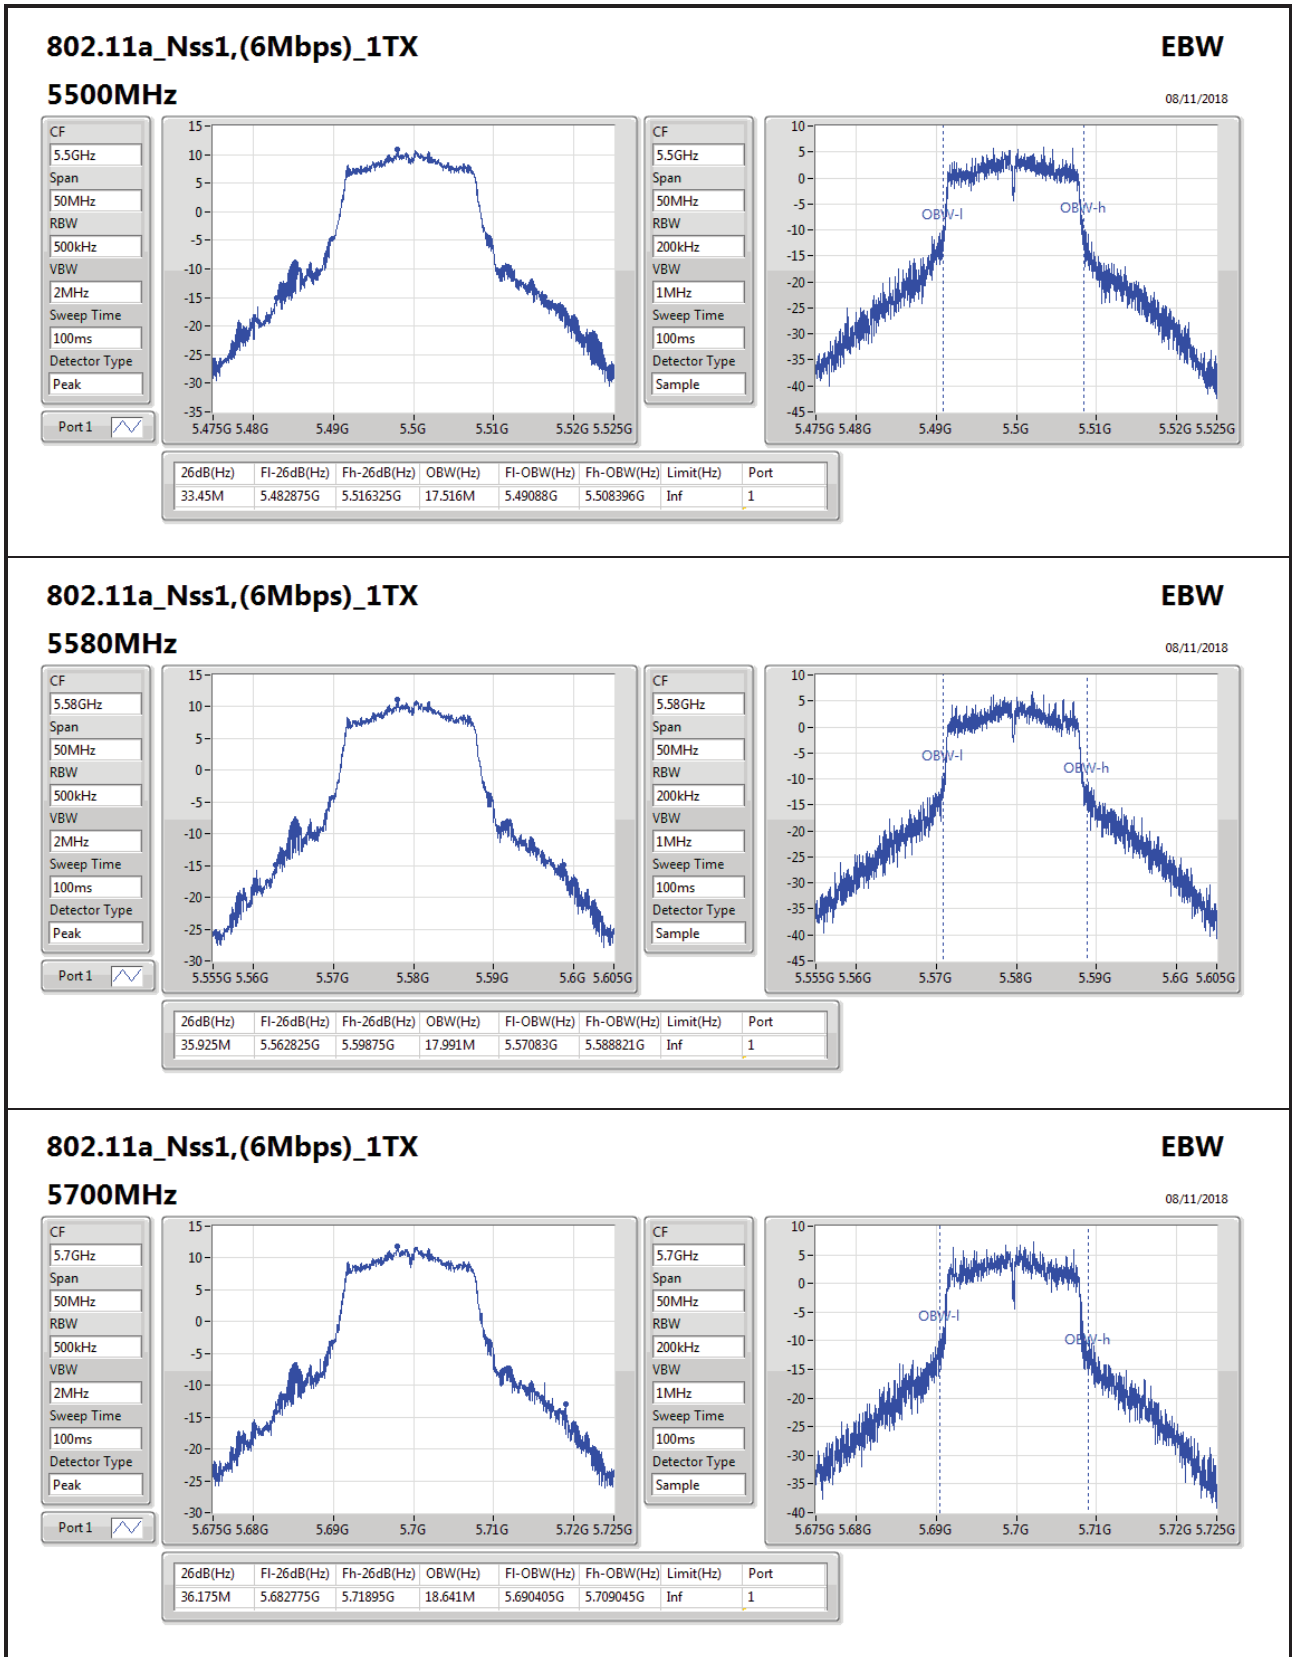 802.11a_Nss1,(6Mbps)_1TX EBW
5500MHz 08/11/2018
CF
5.5GHz
Span
50MHz
RBW
500kHz
VBW
2MHz
Sweep Time
100ms
Detector Type
Peak
Port 1
15
10
5
0
-5
-10
-15
-20
-25
-30
-35
5.475G 5.48G 5.49G 5.5G 5.51G 5.52G 5.525G
CF
5.5GHz
Span
50MHz
RBW
200kHz
VBW
1MHz
Sweep Time
100ms
Detector Type
Sample
10
5
0
-5
-10
-15
-20
-25
-30
-35
-40
-45
OBW-l OBW-h
5.475G 5.48G 5.49G 5.5G 5.51G 5.52G 5.525G
26dB(Hz) Fl-26dB(Hz) Fh-26dB(Hz) OBW(Hz) Fl-OBW(Hz) Fh-OBW(Hz) Limit(Hz) Port
33.45M 5.482875G 5.516325G 17.516M 5.49088G 5.508396G Inf 1
802.11a_Nss1,(6Mbps)_1TX EBW
5580MHz 08/11/2018
CF
5.58GHz
Span
50MHz
RBW
500kHz
VBW
2MHz
Sweep Time
100ms
Detector Type
Peak
Port 1
15
10
5
0
-5
-10
-15
-20
-25
-30
5.555G 5.56G 5.57G 5.58G 5.59G 5.6G 5.605G
CF
5.58GHz
Span
50MHz
RBW
200kHz
VBW
1MHz
Sweep Time
100ms
Detector Type
Sample
10
5
0
-5
-10
-15
-20
-25
-30
-35
-40
-45
OBW-l OBW-h
5.555G 5.56G 5.57G 5.58G 5.59G 5.6G 5.605G
26dB(Hz) Fl-26dB(Hz) Fh-26dB(Hz) OBW(Hz) Fl-OBW(Hz) Fh-OBW(Hz) Limit(Hz) Port
35.925M 5.562825G 5.59875G 17.991M 5.57083G 5.588821G Inf 1
802.11a_Nss1,(6Mbps)_1TX EBW
5700MHz 08/11/2018
CF
5.7GHz
Span
50MHz
RBW
500kHz
VBW
2MHz
Sweep Time
100ms
Detector Type
Peak
Port 1
15
10
5
0
-5
-10
-15
-20
-25
-30
5.675G 5.68G 5.69G 5.7G 5.71G 5.72G 5.725G
CF
5.7GHz
Span
50MHz
RBW
200kHz
VBW
1MHz
Sweep Time
100ms
Detector Type
Sample
10
5
0
-5
-10
-15
-20
-25
-30
-35
-40
OBW-l OBW-h
5.675G 5.68G 5.69G 5.7G 5.71G 5.72G 5.725G
26dB(Hz) Fl-26dB(Hz) Fh-26dB(Hz) OBW(Hz) Fl-OBW(Hz) Fh-OBW(Hz) Limit(Hz) Port
36.175M 5.682775G 5.71895G 18.641M 5.690405G 5.709045G Inf 1